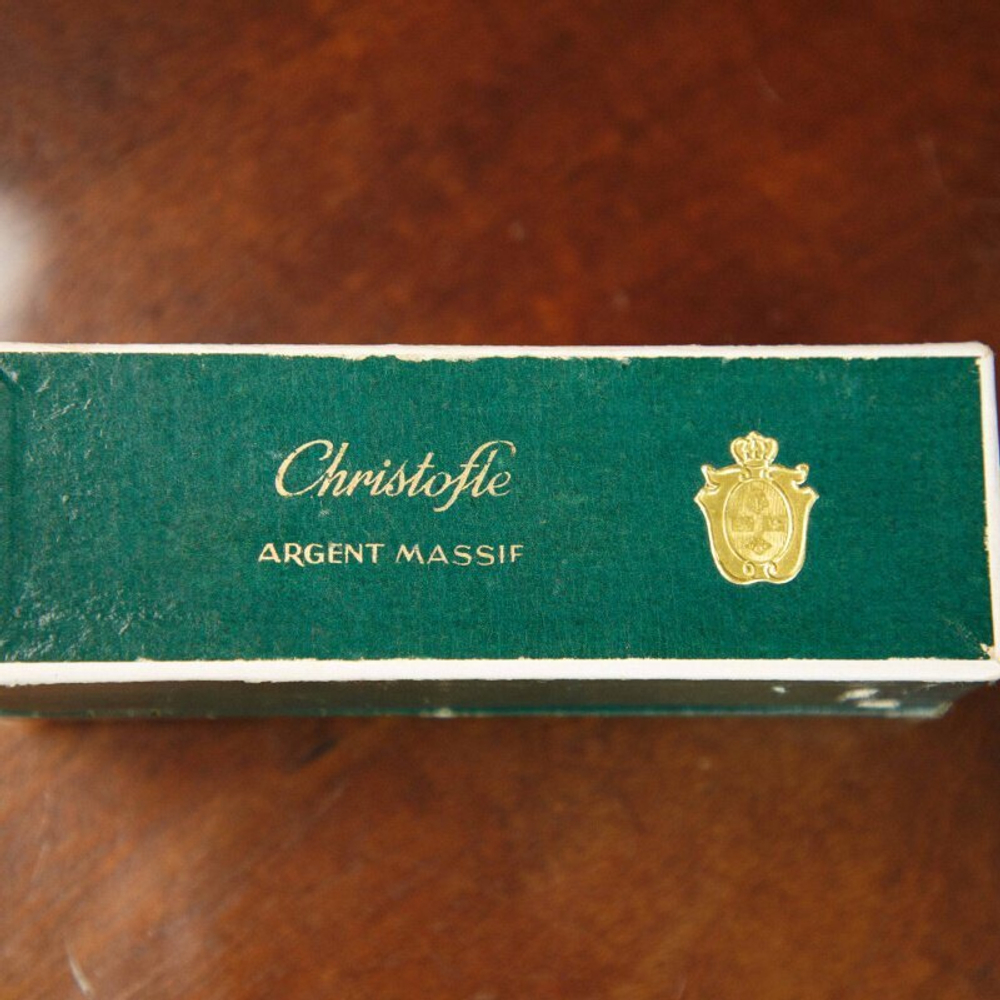 Christofle
ARGENT MASSIF